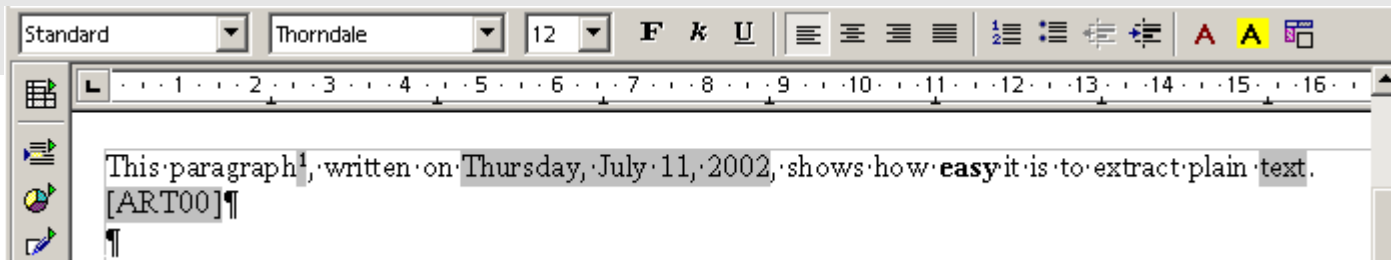 Standard Thorndale 12 F k U A A
1 2 3 4 5 6 7 8 9 10 11 12 13 14 15 16
This paragraph1, written on Thursday, July 11, 2002, shows how easy it is to extract plain text.
[ART00]¶
¶